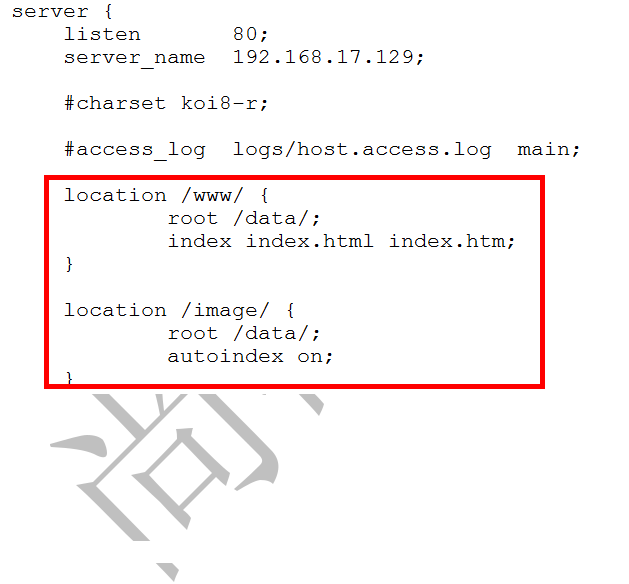 server {
listen 80;
server_name 192.168.17.129;
#charset koi8-r;
#access_log logs/host.access.log main;
location /www/ {
root /data/;
index index.html index.htm;
}
location /image/ {
root /data/;
autoindex on;
}